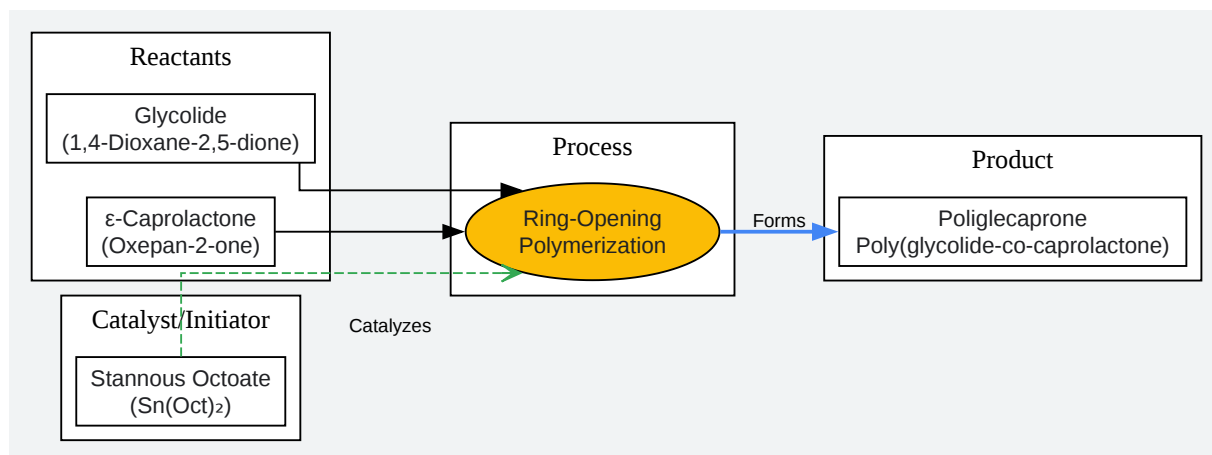 Reactants
Glycolide
(1,4-Dioxane-2,5-dione)
ε-Caprolactone
(Oxepan-2-one)
Catalyst/Initiator
Stannous Octoate
(Sn(Oct)₂)
Catalyzes
Process
Ring-Opening
Polymerization
Forms
Product
Poliglecaprone
Poly(glycolide-co-caprolactone)